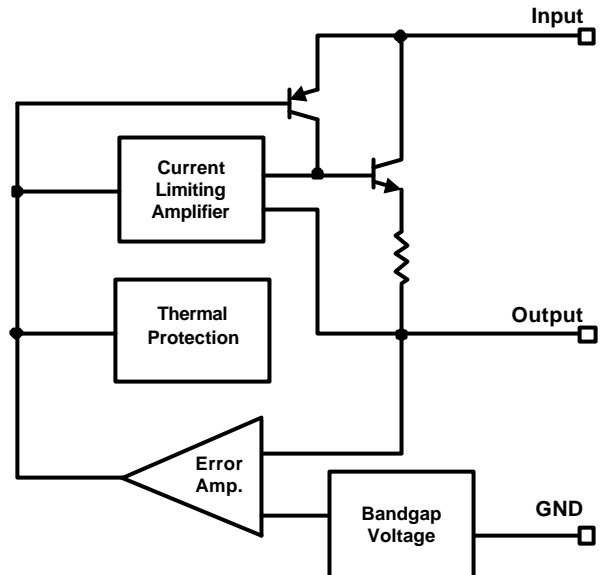 Input
Current
Limiting
Amplifier
Thermal
Protection
Output
Error
Amp.
Bandgap
Voltage
GND